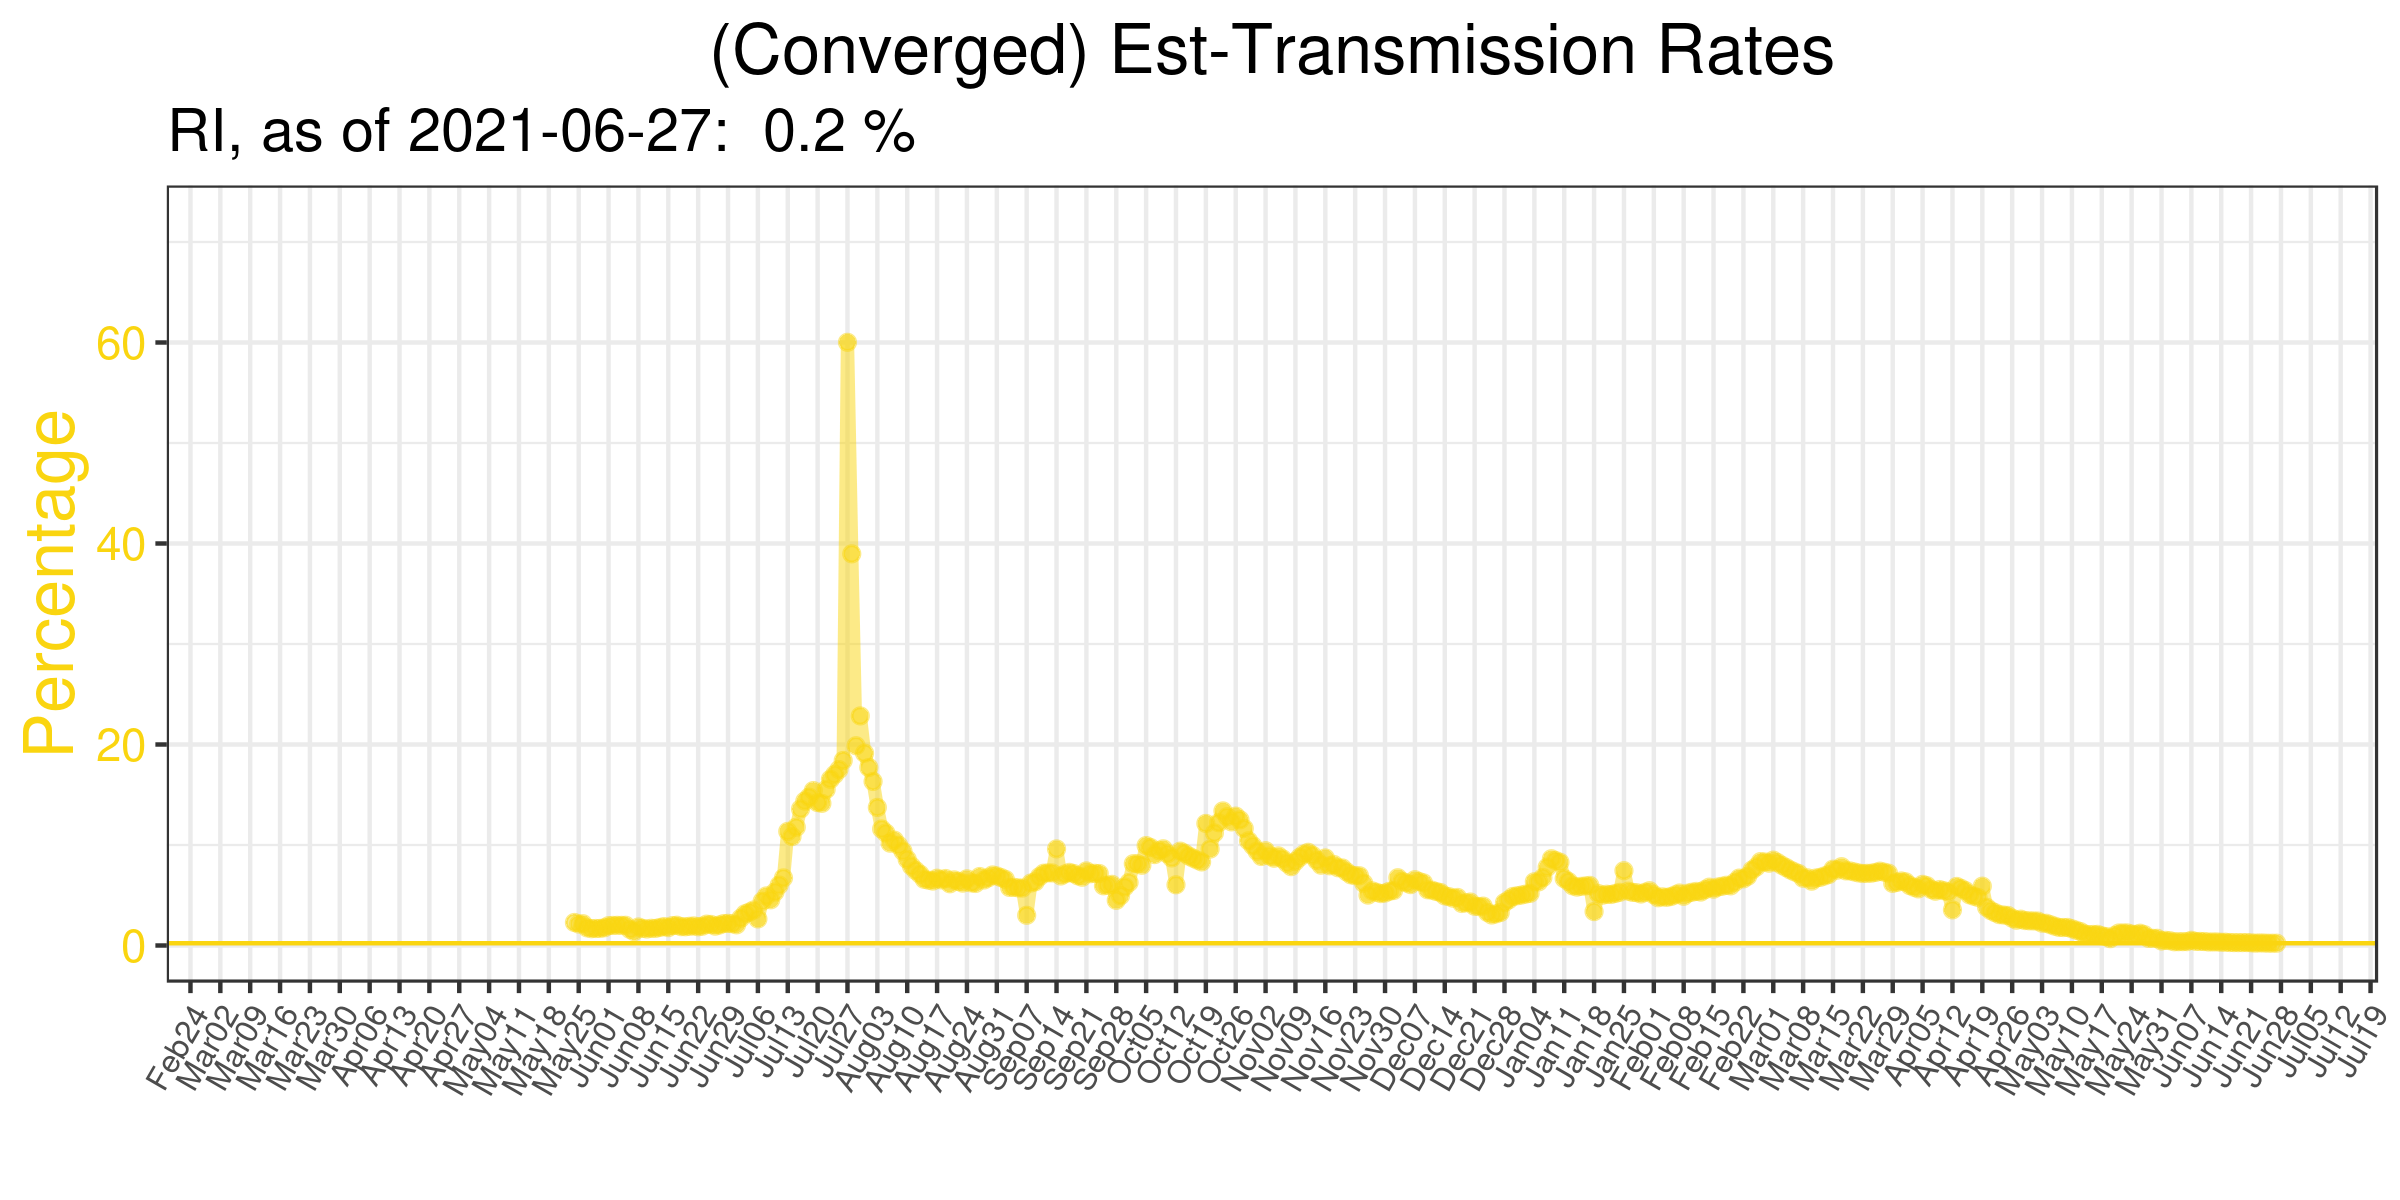 (Converged) Est-Transmission Rates
RI, as of 2021-06-27: 0.2 %
Percentage
60
40
20
0
Feb24
Mar02
Mar09
Mar16
Mar23
Mar30
Apr06
Apr13
Apr20
Apr27
May04
May11
May18
May25
Jun01
Jun08
Jun15
Jun22
Jun29
Jul06
Jul13
Jul20
Jul27
Aug03
Aug10
Aug17
Aug24
Aug31
Sep07
Sep14
Sep21
Sep28
Oct05
Oct12
Oct19
Oct26
Nov02
Nov09
Nov16
Nov23
Nov30
Dec07
Dec14
Dec21
Dec28
Jan04
Jan11
Jan18
Jan25
Feb01
Feb08
Feb15
Feb22
Mar01
Mar08
Mar15
Mar22
Mar29
Apr05
Apr12
Apr19
Apr26
May03
May10
May17
May24
May31
Jun07
Jun14
Jun21
Jun28
Jul05
Jul12
Jul19